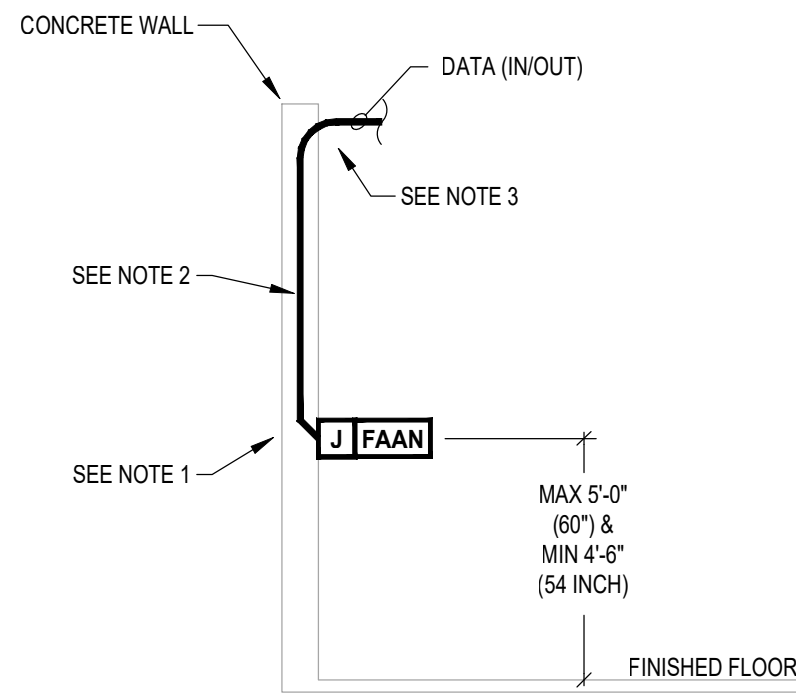 CONCRETE WALL
DATA (IN/OUT)
SEE NOTE 3
SEE NOTE 2
J FAAN
SEE NOTE 1
MAX 5'-0"
(60") &
MIN 4'-6"
(54 INCH)
FINISHED FLOOR